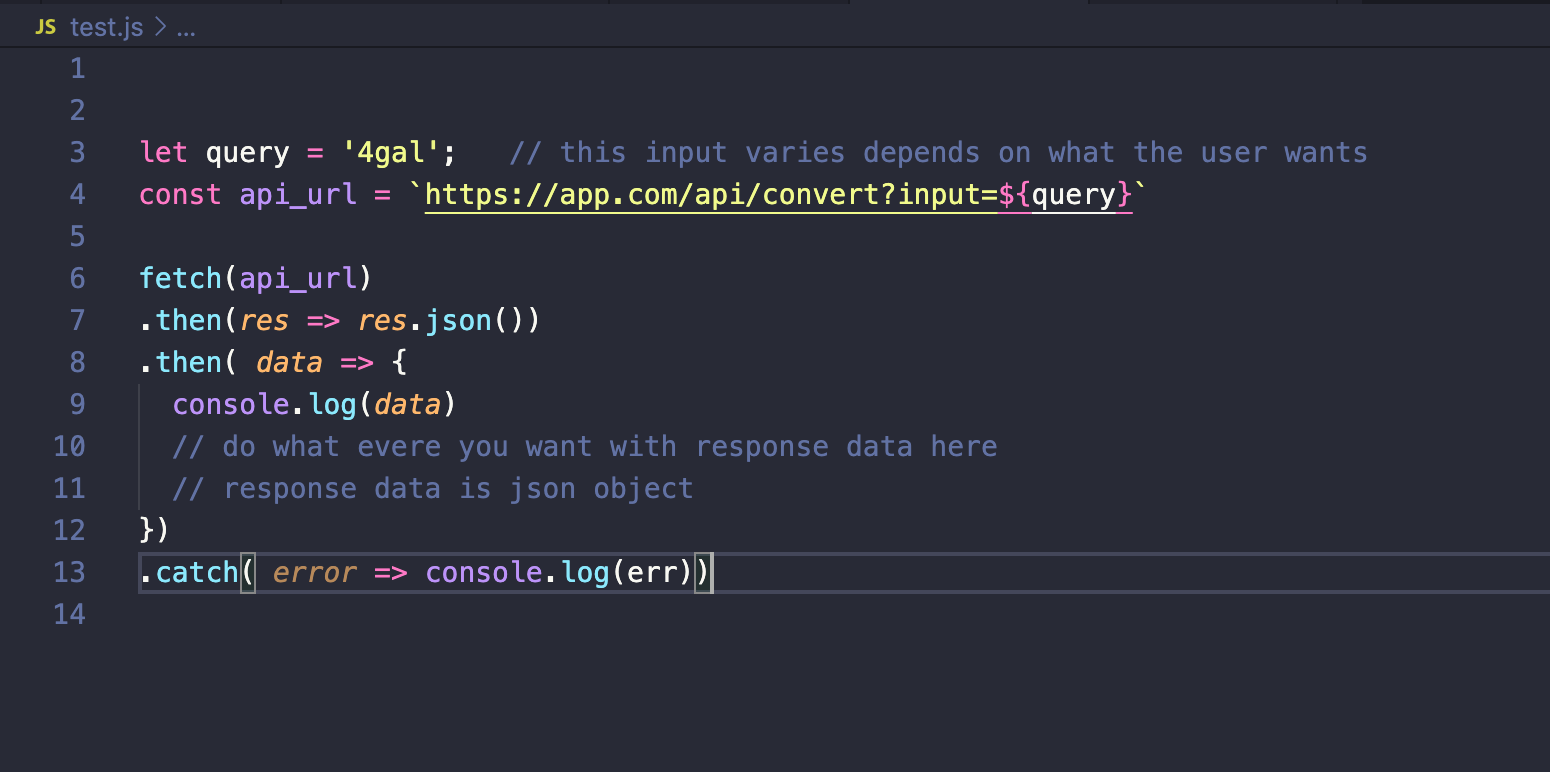 JS test.js > ...
1
2
3 let query = '4gal';   // this input varies depends on what the user wants
4 const api_url = `https://app.com/api/convert?input=${query}`
5
6 fetch(api_url)
7 .then(res => res.json())
8 .then( data => {
9   console.log(data)
10   // do what evere you want with response data here
11   // response data is json object
12 })
13 .catch( error => console.log(err))
14